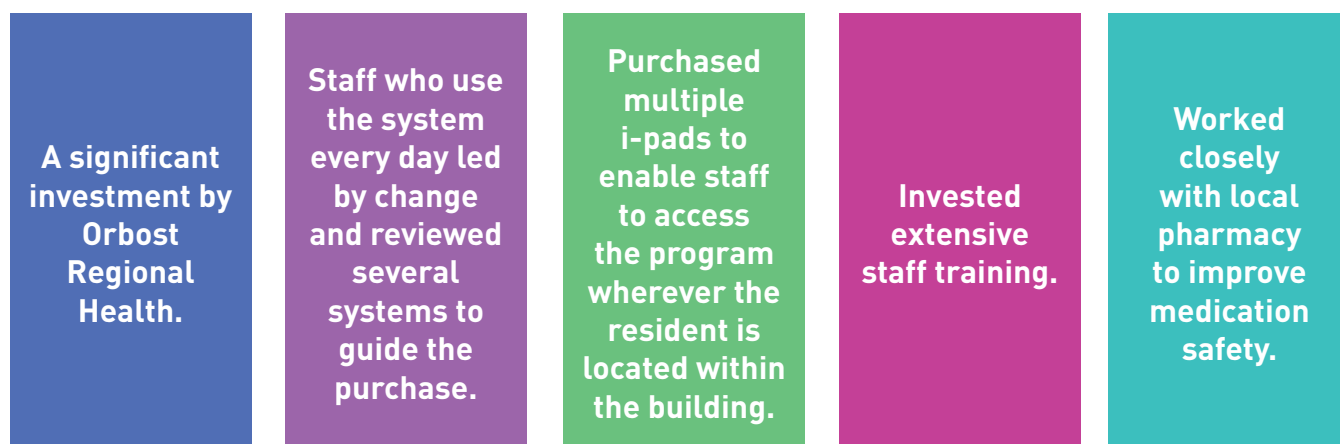 A significant
investment by
Orbost
Regional
Health.
Staff who use
the system
every day led
by change
and reviewed
several
systems to
guide the
purchase.
Purchased
multiple
i-pads to
enable staff
to access
the program
wherever the
resident is
located within
the building.
Invested
extensive
staff training.
Worked
closely
with local
pharmacy
to improve
medication
safety.